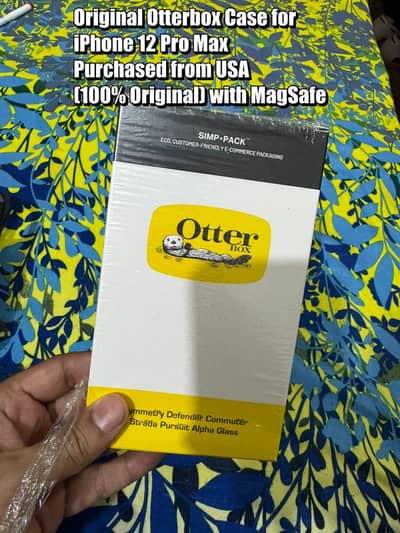 Original Otterbox Case for
iPhone 12 Pro Max
Purchased from USA
(100% Original) with MagSafe
SIMP•PACK™
ECO, CUSTOMER-FRIENDLY E-COMMERCE PACKAGING
Otter
BOX
ymmetry Defender Commuter
Strada Pursuit Alpha Glass